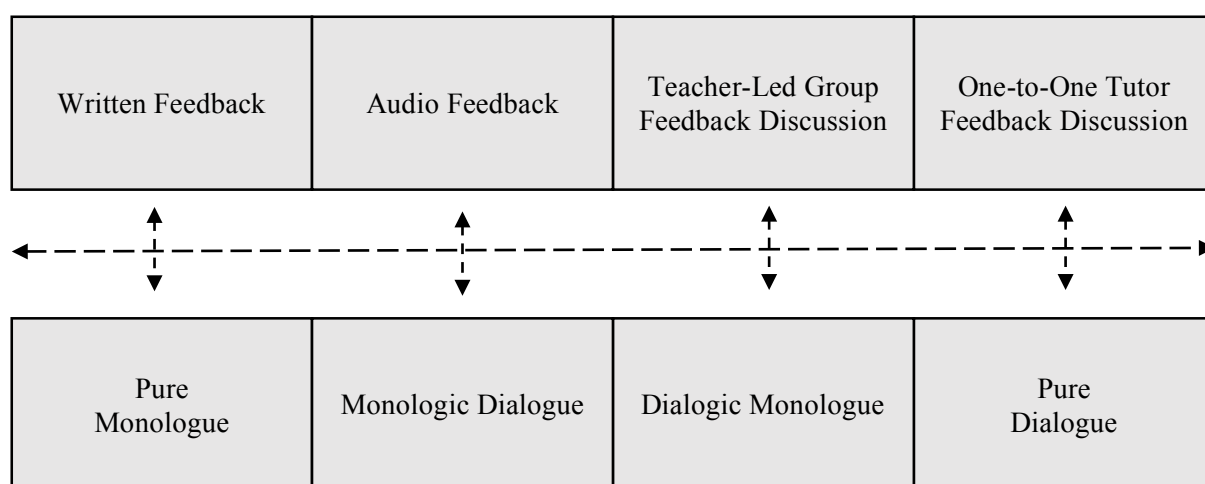 Written Feedback
Audio Feedback
Teacher-Led Group
Feedback Discussion
One-to-One Tutor
Feedback Discussion
Pure
Monologue
Monologic Dialogue
Dialogic Monologue
Pure
Dialogue